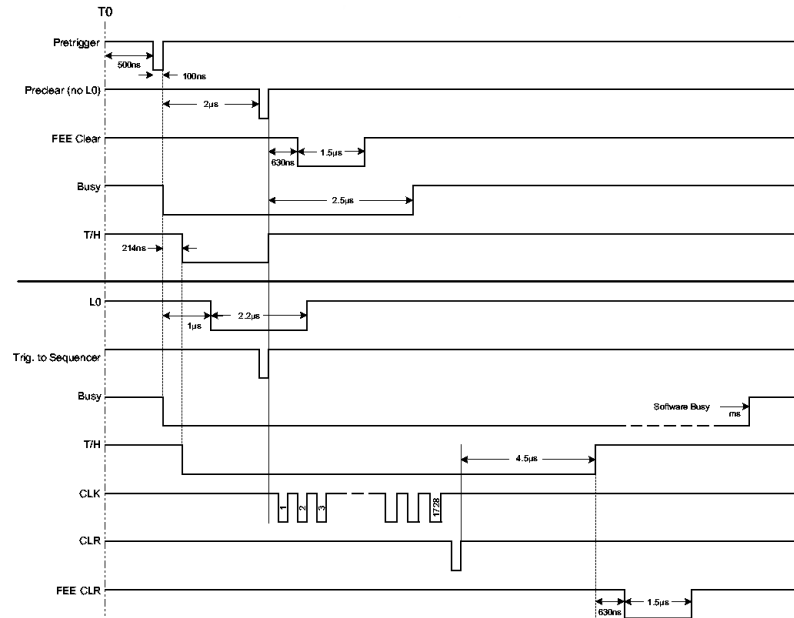 T0
Pretrigger
500ns
100ns
Preclear (no L0)
2µs
FEE Clear
630ns
1.5µs
Busy
2.5µs
T/H
214ns
L0
1µs
2.2µs
Trig. to Sequencer
Busy
Software Busy
ms
T/H
4.5µs
CLK
1 2 3 1728
CLR
FEE CLR
630ns
1.5µs